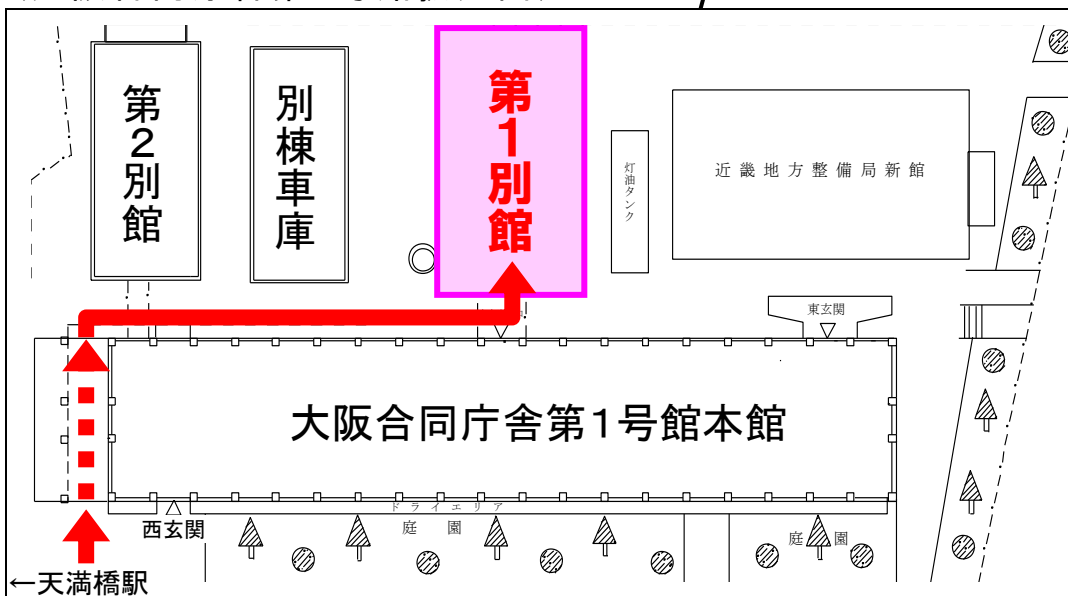 第2別館
別棟車庫
第1別館
灯油タンク
近畿地方整備局新館
東玄関
大阪合同庁舎第1号館本館
ドライエリア
西玄関
庭園
庭園
←天満橋駅